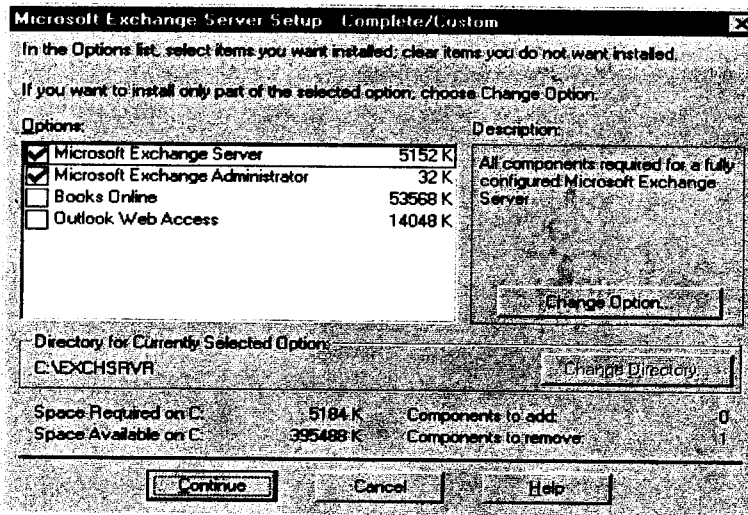 Microsoft Exchange Server Setup Complete/Custom
In the Options list, select items you want installed; clear items you do not want installed.
If you want to install only part of the selected option, choose Change Option.
Options:
Description:
Microsoft Exchange Server 5152 K
Microsoft Exchange Administrator 32 K
Books Online 53568 K
Outlook Web Access 14048 K
All components required for a fully
configured Microsoft Exchange
Server
Change Option...
Directory for Currently Selected Option:
C:\EXCHSRVR
Change Directory...
Space Required on C: 5184 K Components to add: 0
Space Available on C: 395488 K Components to remove: 1
Continue Cancel Help